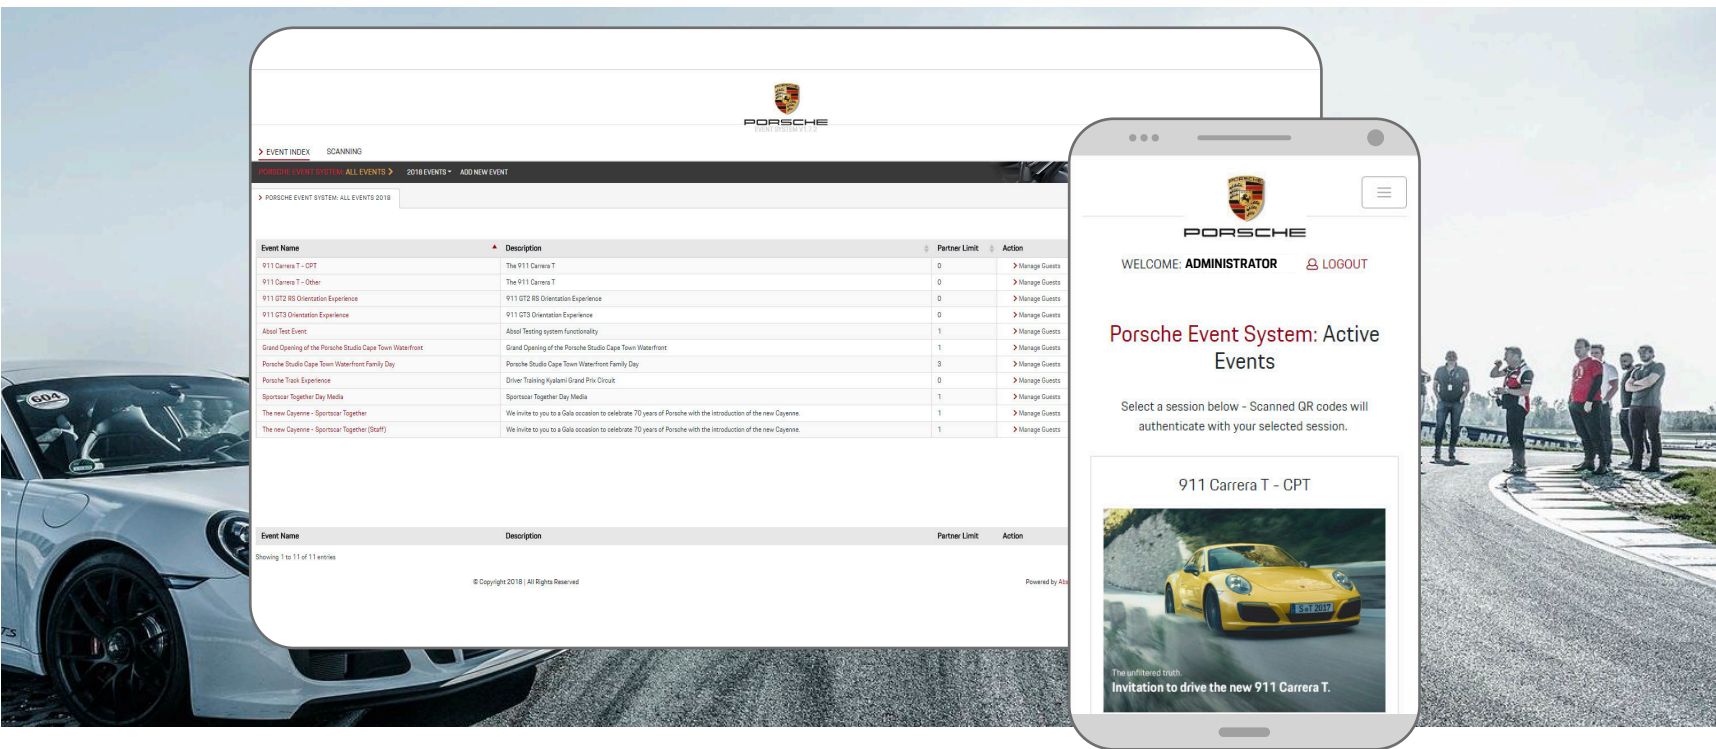 PORSCHE
EVENT SYSTEM V1.7.2
EVENT INDEX SCANNING
PORSCHE EVENT SYSTEM: ALL EVENTS 2018 EVENTS ADD NEW EVENT
PORSCHE EVENT SYSTEM: ALL EVENTS 2018
Event Name Description Partner Limit Action
911 Carrera T - CPT The 911 Carrera T 0 Manage Guests
911 Carrera T - Other The 911 Carrera T 0 Manage Guests
911 GT2 RS Orientation Experience 911 GT2 RS Orientation Experience 0 Manage Guests
911 GT3 Orientation Experience 911 GT3 Orientation Experience 0 Manage Guests
Absol Test Event Absol Testing system functionality 1 Manage Guests
Grand Opening of the Porsche Studio Cape Town Waterfront Grand Opening of the Porsche Studio Cape Town Waterfront 1 Manage Guests
Porsche Studio Cape Town Waterfront Family Day Porsche Studio Cape Town Waterfront Family Day 3 Manage Guests
Porsche Track Experience Driver Training Kyalami Grand Prix Circuit 0 Manage Guests
Sportscar Together Day Media Sportscar Together Day Media 1 Manage Guests
The new Cayenne - Sportscar Together We invite to you to a Gala occasion to celebrate 70 years of Porsche with the introduction of the new Cayenne. 1 Manage Guests
The new Cayenne - Sportscar Together (Staff) We invite to you to a Gala occasion to celebrate 70 years of Porsche with the introduction of the new Cayenne. 1 Manage Guests
Event Name Description Partner Limit Action
Showing 1 to 11 of 11 entries
© Copyright 2018 | All Rights Reserved Powered by Abs
604
PORSCHE
WELCOME: ADMINISTRATOR LOGOUT
Porsche Event System: Active
Events
Select a session below - Scanned QR codes will
authenticate with your selected session.
911 Carrera T - CPT
S·T 2017
The unfiltered truth.
Invitation to drive the new 911 Carrera T.